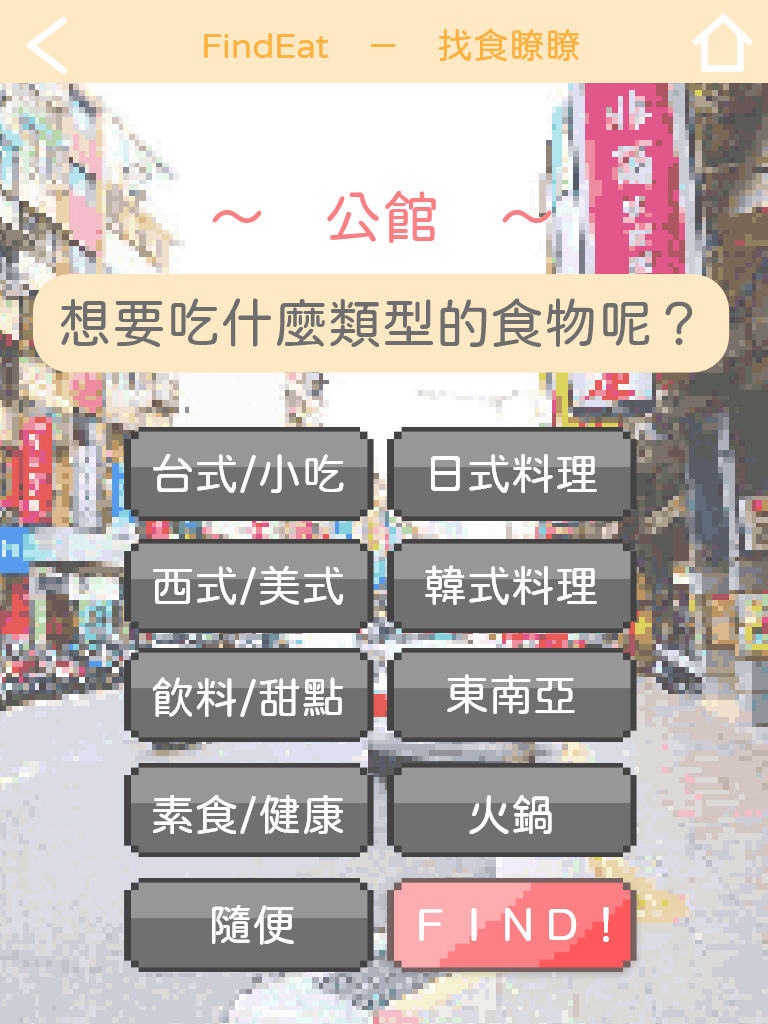 FindEat － 找食瞭瞭
～ 公館 ～
想要吃什麼類型的食物呢？
台式/小吃 日式料理
西式/美式 韓式料理
飲料/甜點 東南亞
素食/健康 火鍋
隨便 ＦＩＮＤ！